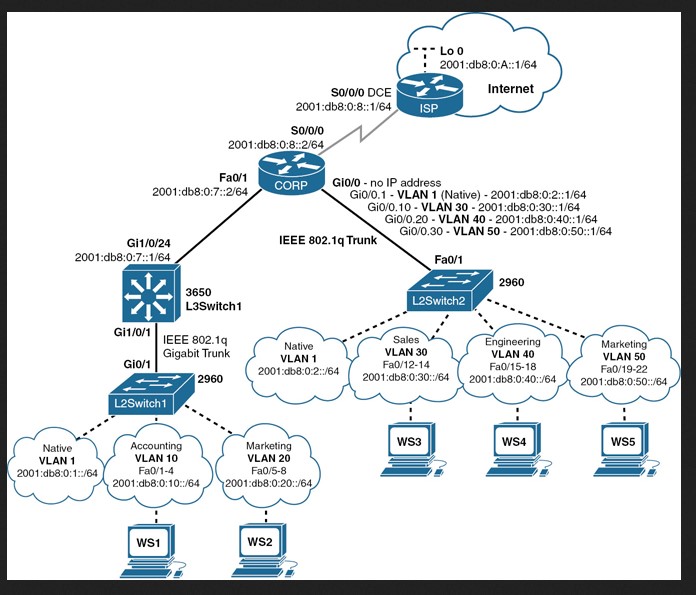 Lo 0
2001:db8:0:A::1/64
Internet
ISP
S0/0/0 DCE
2001:db8:0:8::1/64
S0/0/0
2001:db8:0:8::2/64
CORP
Fa0/1
2001:db8:0:7::2/64
Gi0/0 - no IP address
Gi0/0.1 - VLAN 1 (Native) - 2001:db8:0:2::1/64
Gi0/0.10 - VLAN 30 - 2001:db8:0:30::1/64
Gi0/0.20 - VLAN 40 - 2001:db8:0:40::1/64
Gi0/0.30 - VLAN 50 - 2001:db8:0:50::1/64
IEEE 802.1q Trunk
Gi1/0/24
2001:db8:0:7::1/64
3650
L3Switch1
Gi1/0/1
IEEE 802.1q
Gigabit Trunk
Gi0/1
2960
L2Switch1
Fa0/1
2960
L2Switch2
Native
VLAN 1
2001:db8:0:2::/64
Sales
VLAN 30
Fa0/12-14
2001:db8:0:30::/64
Engineering
VLAN 40
Fa0/15-18
2001:db8:0:40::/64
Marketing
VLAN 50
Fa0/19-22
2001:db8:0:50::/64
WS3
WS4
WS5
Native
VLAN 1
2001:db8:0:1::/64
Accounting
VLAN 10
Fa0/1-4
2001:db8:0:10::/64
Marketing
VLAN 20
Fa0/5-8
2001:db8:0:20::/64
WS1
WS2